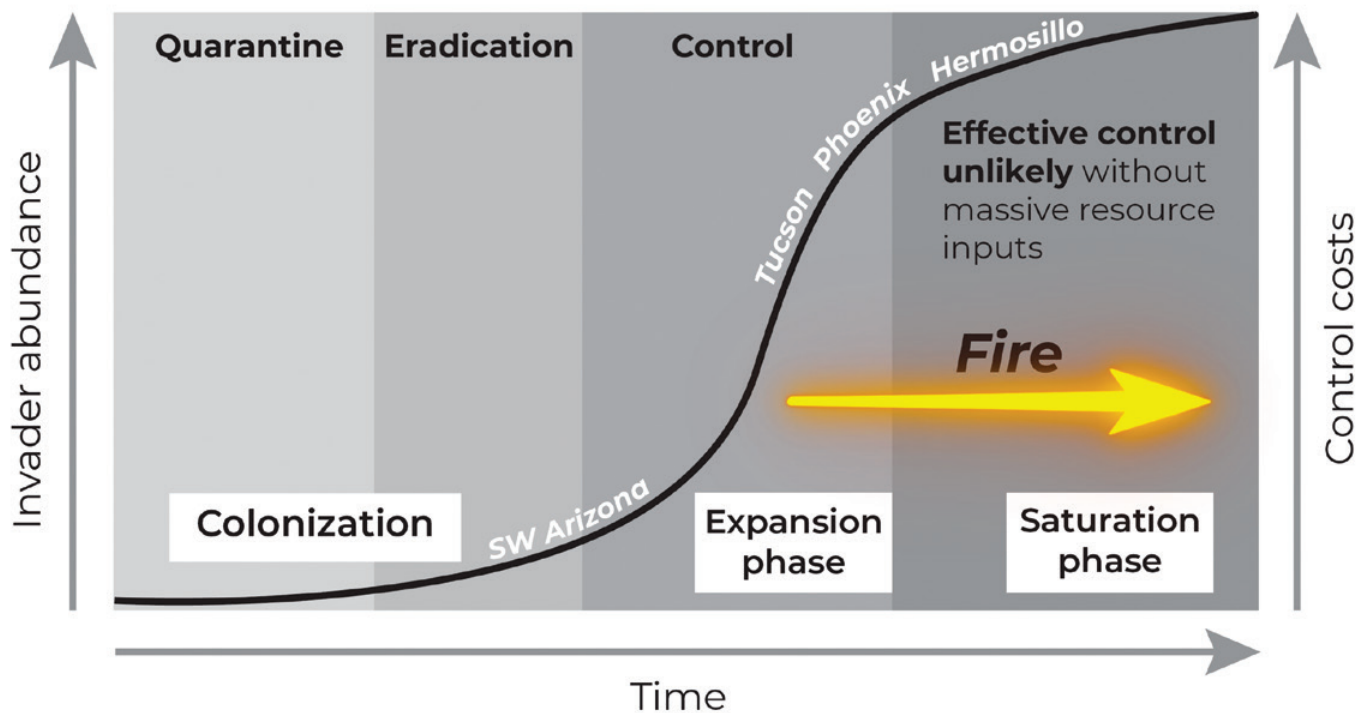 Quarantine
Eradication
Control
Hermosillo
Phoenix
Tucson
SW Arizona
Effective control
unlikely without
massive resource
inputs
Fire
Colonization
Expansion
phase
Saturation
phase
Invader abundance
Control costs
Time